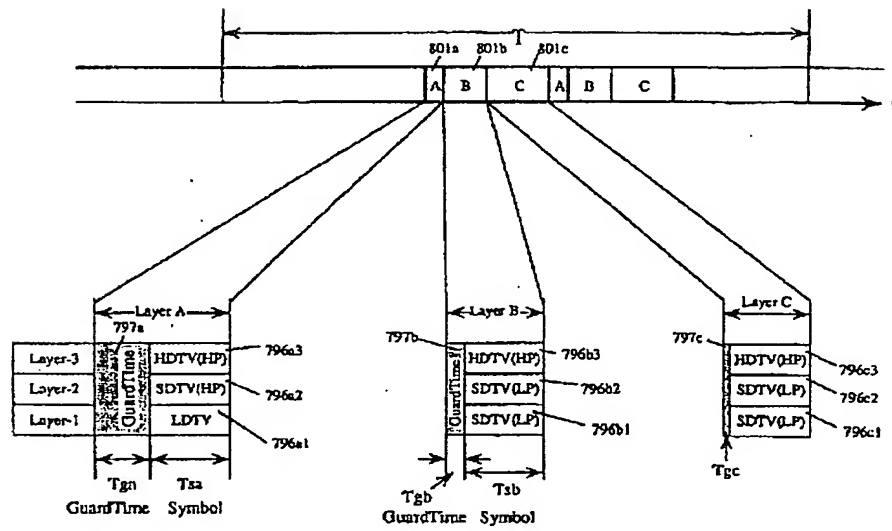 T
801a 801b 801c
A B C A B C
Layer A Layer B Layer C
797a 797b 797c
Layer-3 HDTV(HP) 796a3 HDTV(HP) 796b3 HDTV(HP) 796c3
Layer-2 GuardTime SDTV(HP) 796a2 GuardTime SDTV(LP) 796b2 SDTV(LP) 796c2
Layer-1 LDTV 796a1 SDTV(LP) 796b1 SDTV(LP) 796c1
Tga Tsa Tgb Tsb Tgc
GuardTime Symbol GuardTime Symbol